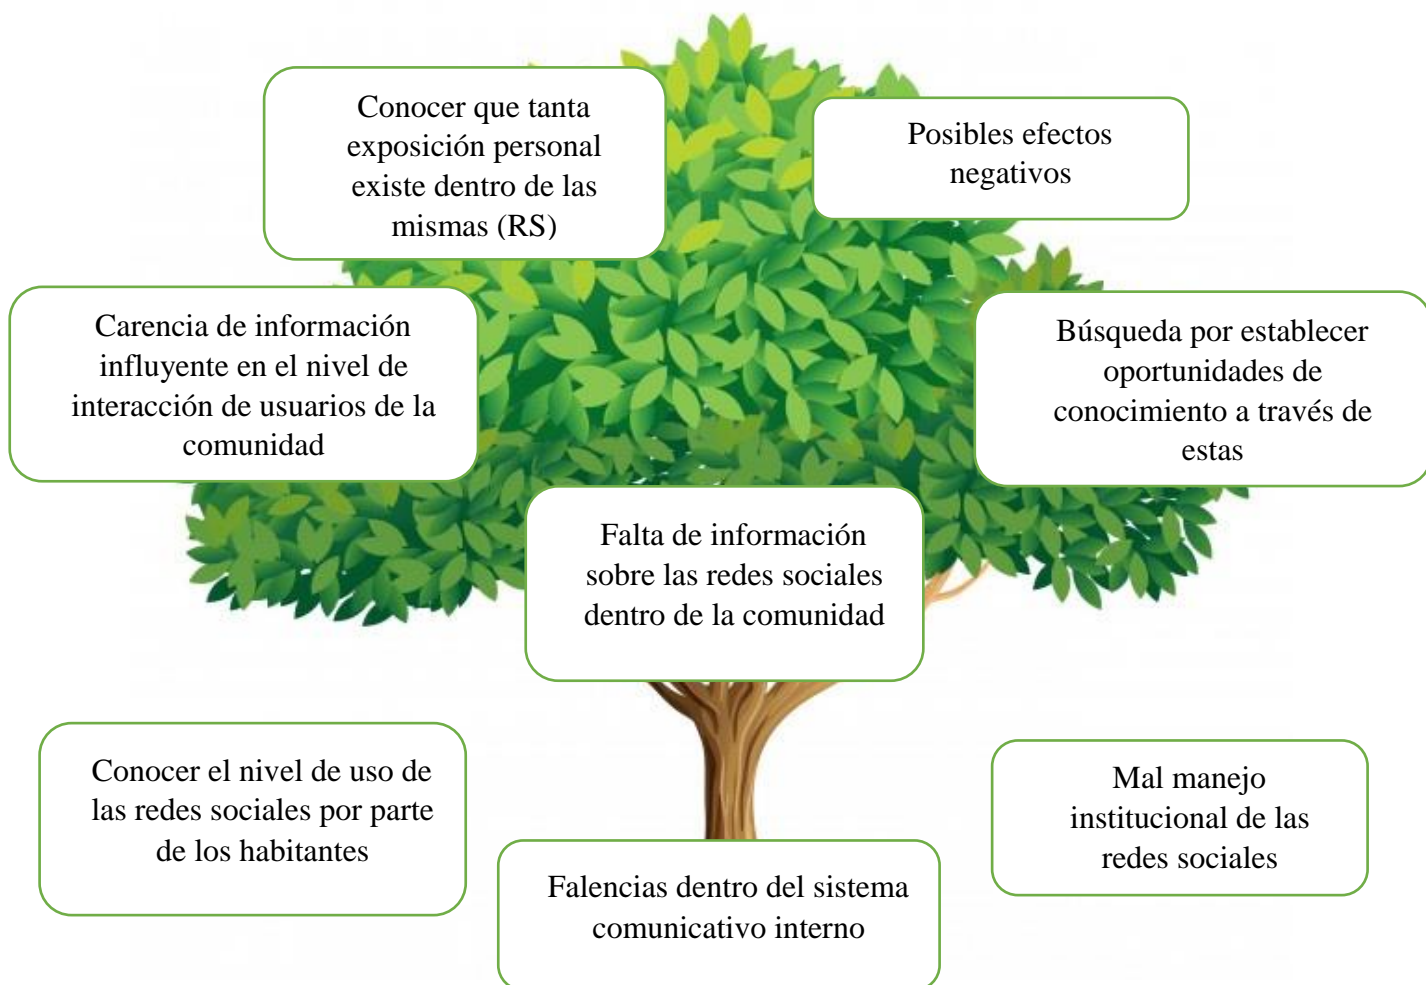 Conocer que tanta
exposición personal
existe dentro de las
mismas (RS)
Posibles efectos
negativos
Carencia de información
influyente en el nivel de
interacción de usuarios de la
comunidad
Búsqueda por establecer
oportunidades de
conocimiento a través de
estas
Falta de información
sobre las redes sociales
dentro de la comunidad
Conocer el nivel de uso de
las redes sociales por parte
de los habitantes
Mal manejo
institucional de las
redes sociales
Falencias dentro del sistema
comunicativo interno